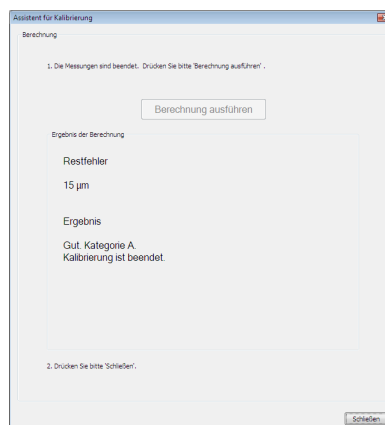 Assistent für Kalibrierung
Berechnung
1. Die Messungen sind beendet. Drücken Sie bitte 'Berechnung ausführen' .
Berechnung ausführen
Ergebnis der Berechnung
Restfehler
15 µm
Ergebnis
Gut. Kategorie A.
Kalibrierung ist beendet.
2. Drücken Sie bitte 'Schließen'.
Schließen